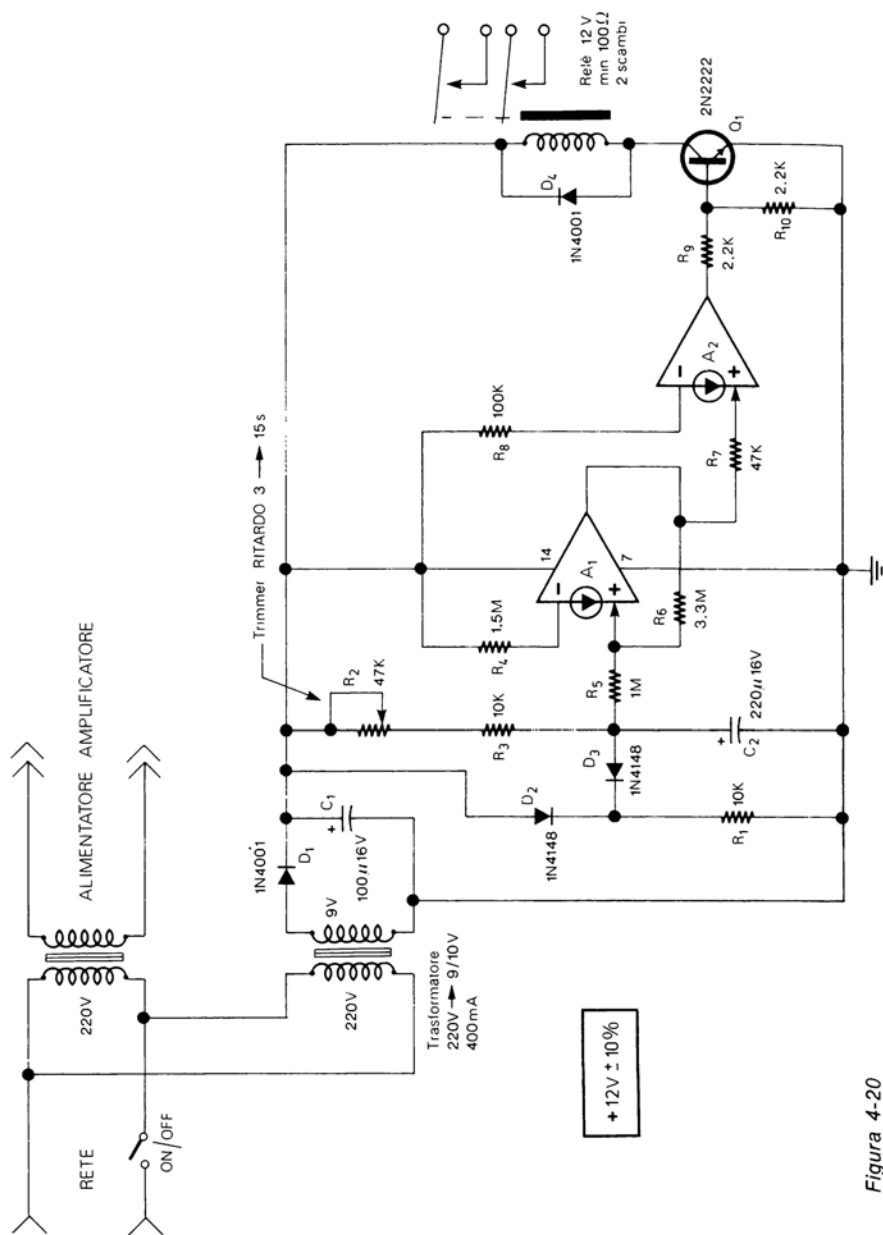 RETE
ON/OFF
220V
ALIMENTATORE AMPLIFICATORE
220V
9V
Trasformatore
220V → 9/10V
400mA
+12V ± 10%
1N4001
D1
+
C1
100µ16V
Trimmer RITARDO 3 → 15s
R2
47K
R3
10K
D2
1N4148
D3
1N4148
R1
10K
+
C2
220µ16V
R4
1.5M
R5
1M
R6
3.3M
14
−
A1
+
7
R8
100K
R7
47K
−
A2
+
R9
2.2K
R10
2.2K
D4
1N4001
Q1
2N2222
Relè 12V
min 100Ω
2 scambi
Figura 4-20